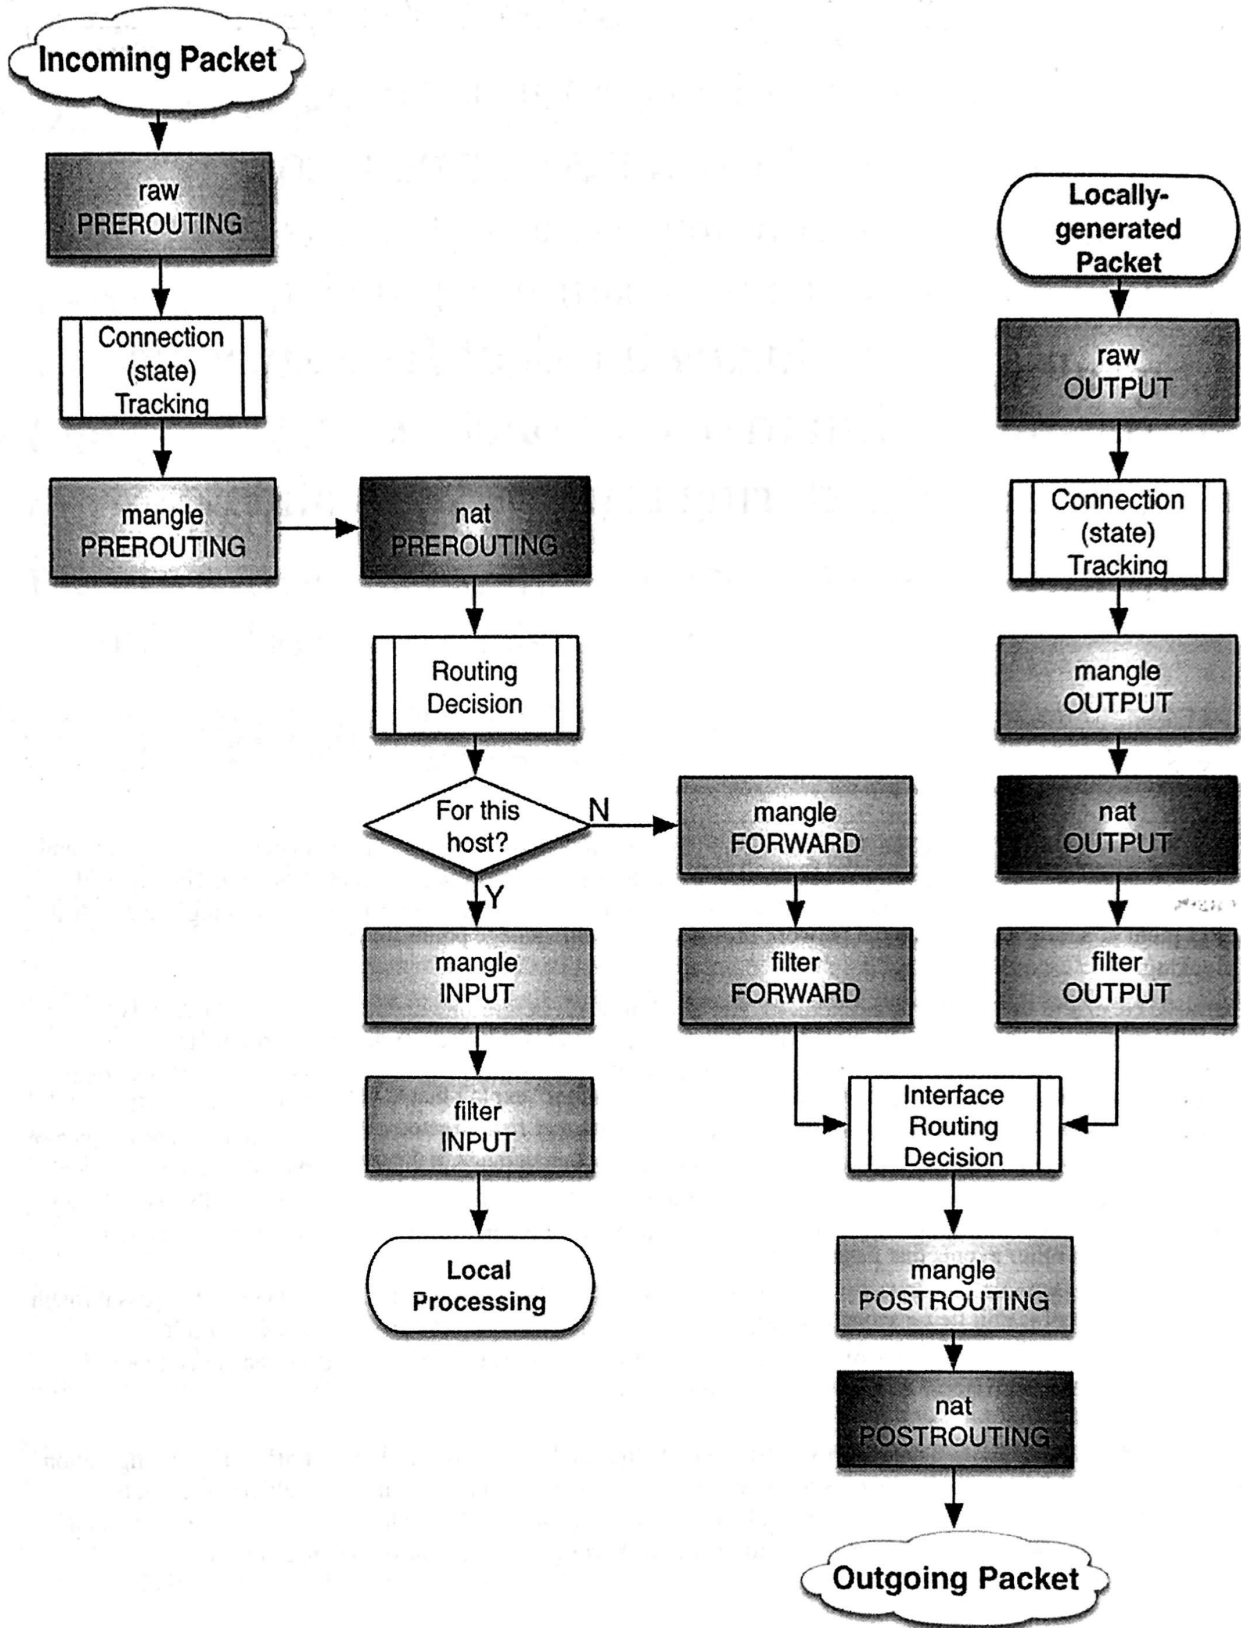 Incoming Packet
raw
PREROUTING
Connection
(state)
Tracking
mangle
PREROUTING
nat
PREROUTING
Routing
Decision
For this
host?
N
Y
mangle
INPUT
filter
INPUT
Local
Processing
mangle
FORWARD
filter
FORWARD
Locally-
generated
Packet
raw
OUTPUT
Connection
(state)
Tracking
mangle
OUTPUT
nat
OUTPUT
filter
OUTPUT
Interface
Routing
Decision
mangle
POSTROUTING
nat
POSTROUTING
Outgoing Packet